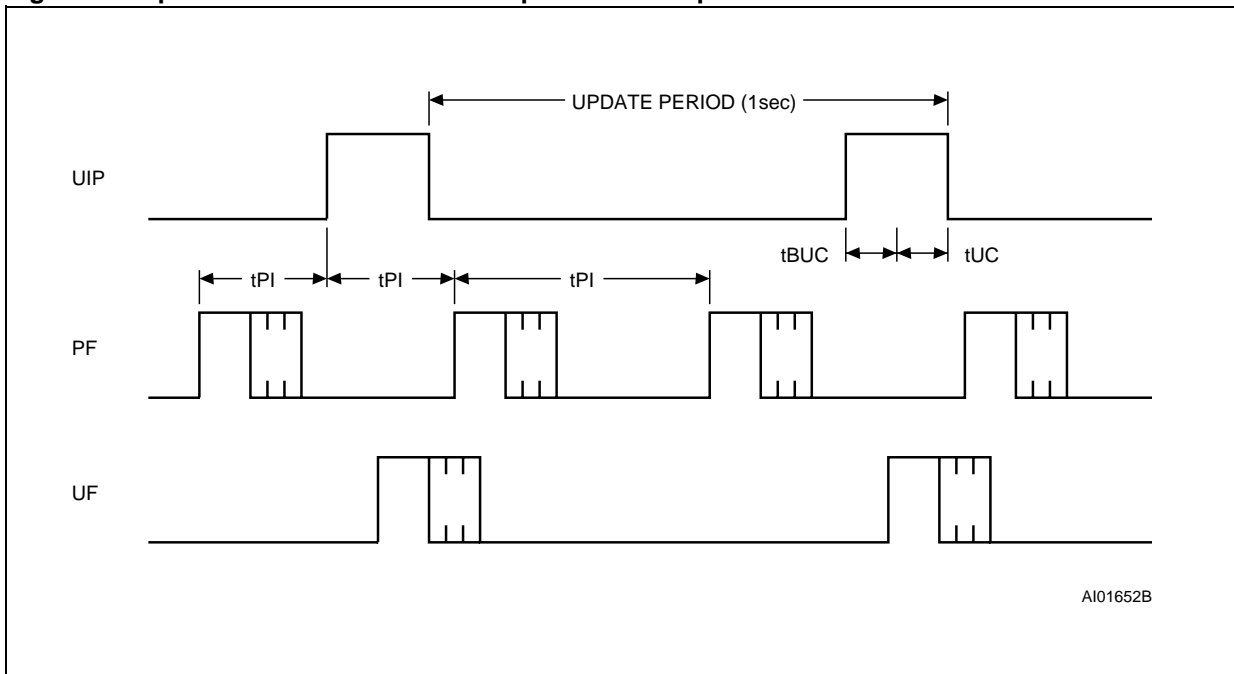 UPDATE PERIOD (1sec)
UIP
tBUC
tUC
tPI
tPI
tPI
PF
UF
AI01652B